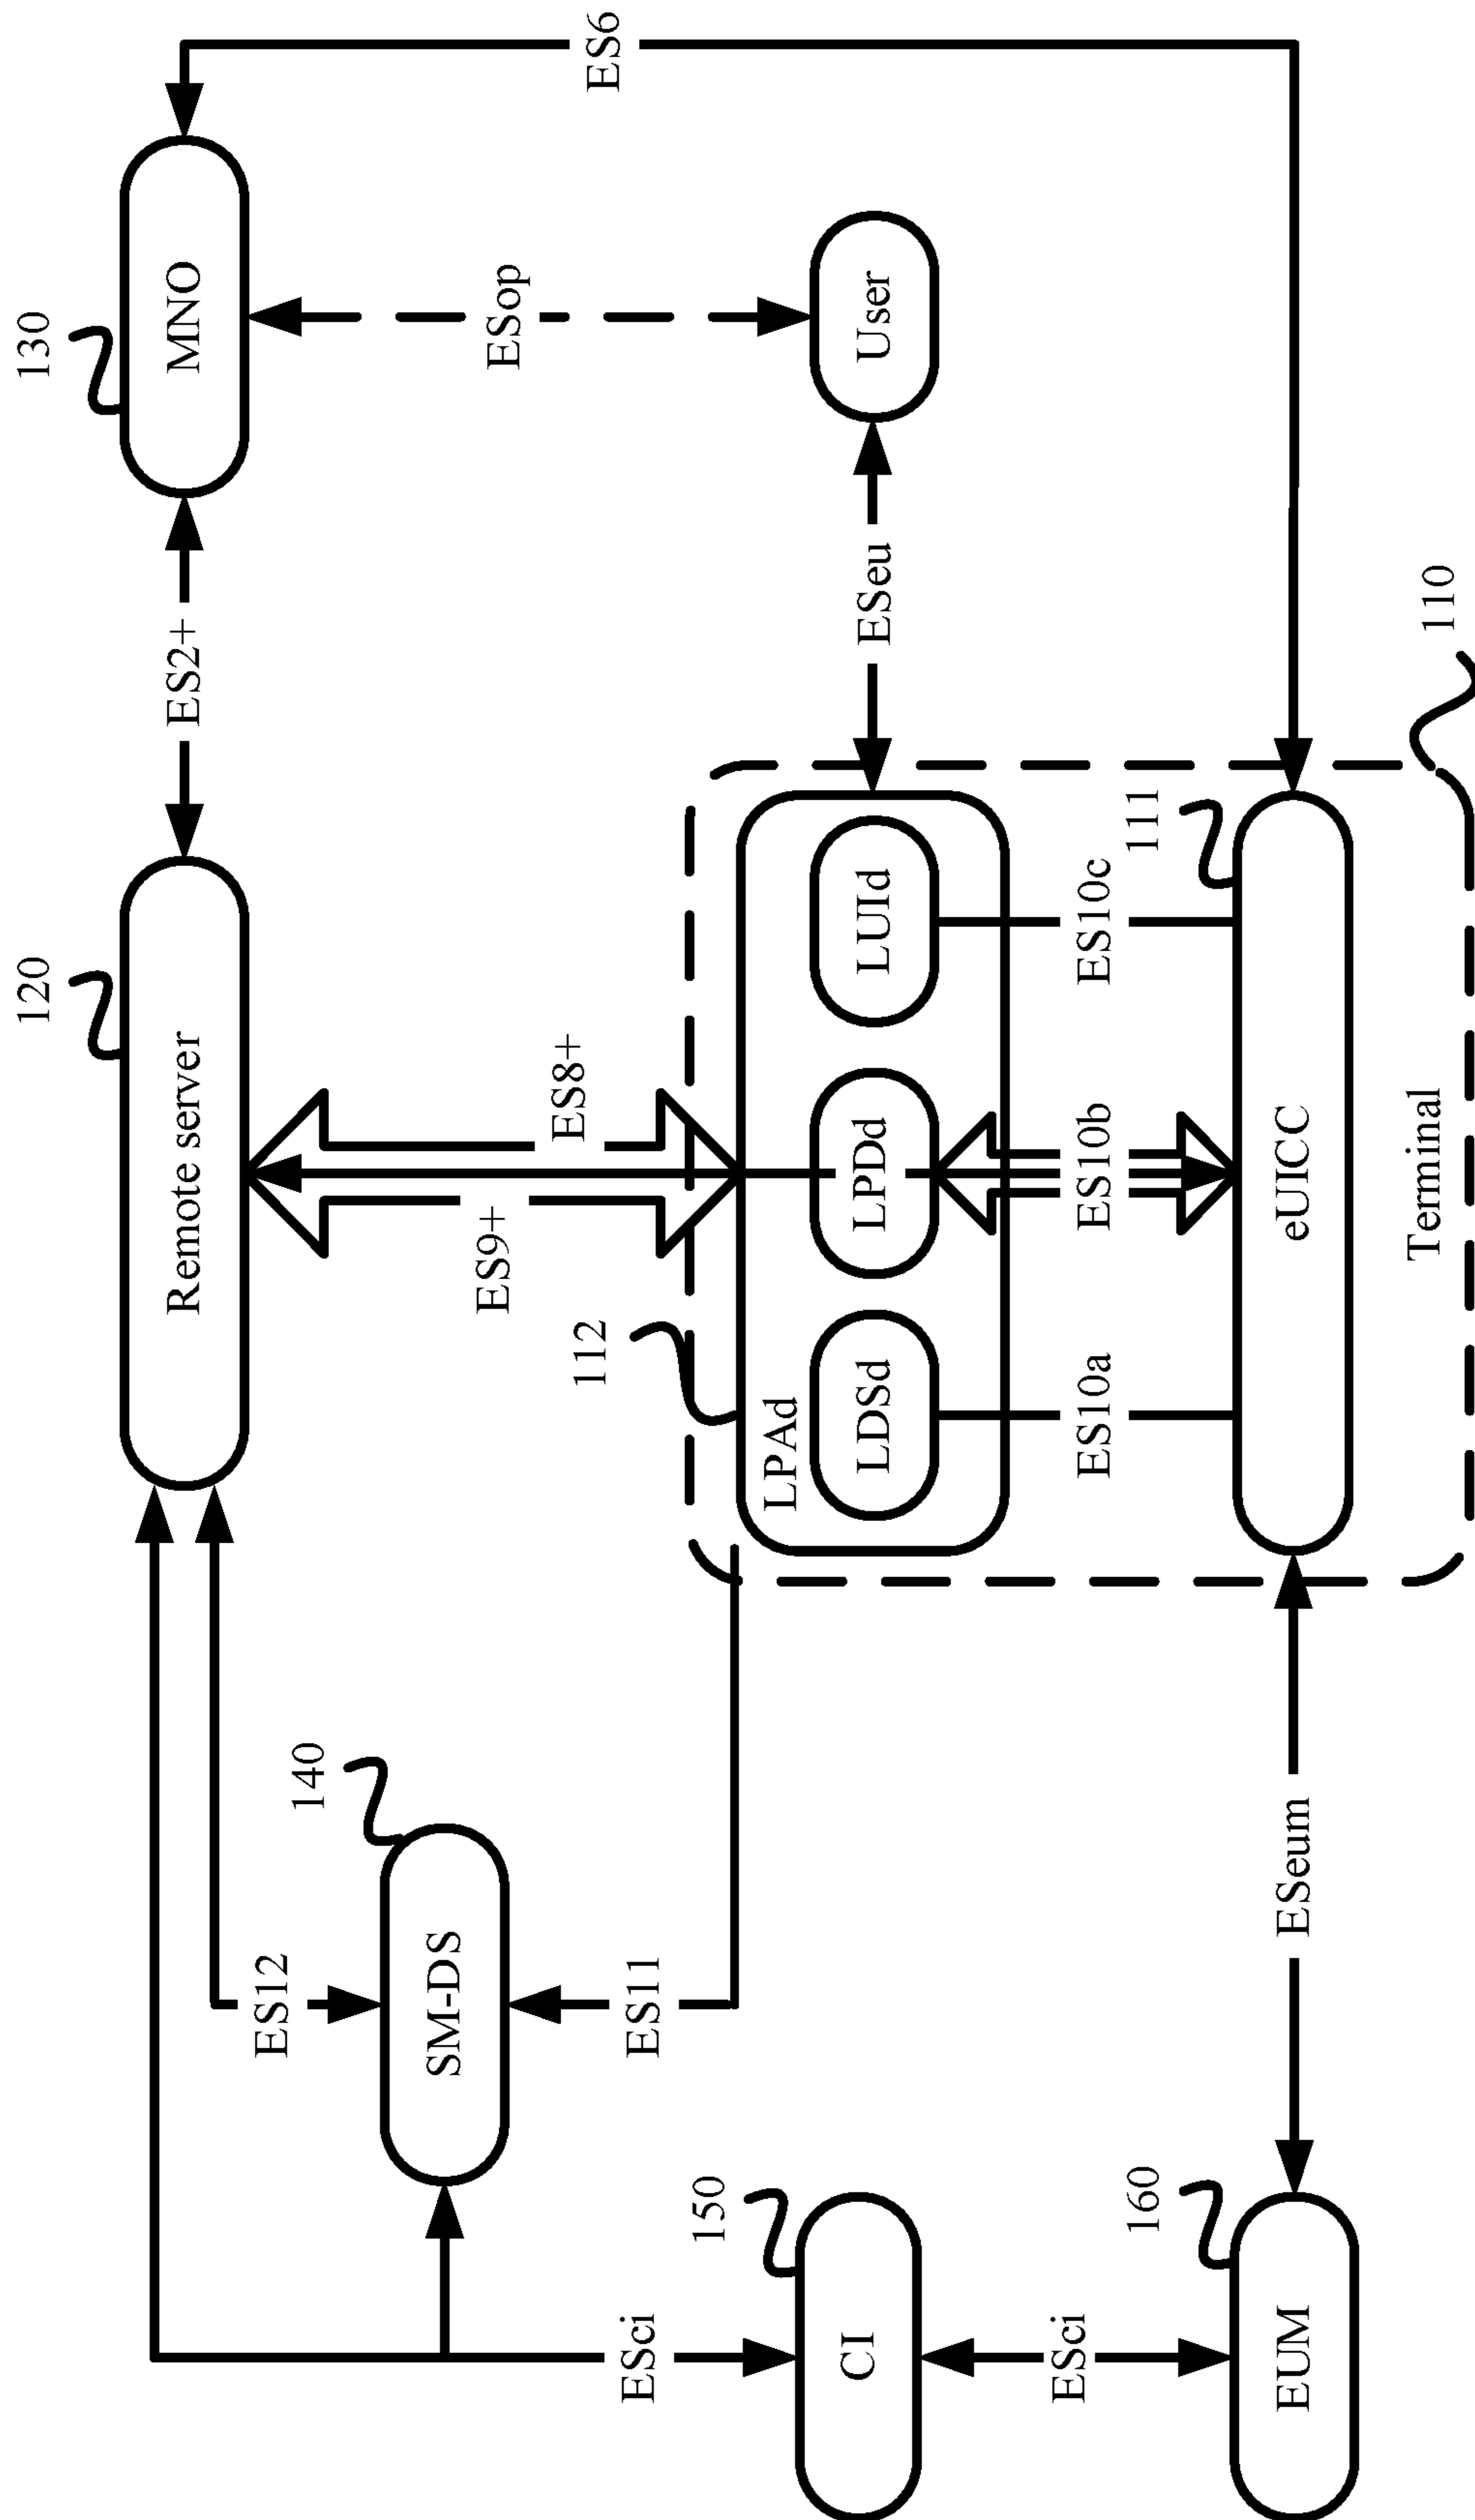 120
130
Remote server
ES2+
MNO
140
ES12
SM-DS
ES9+
ES8+
ESop
ES6
112
ESci
ES11
150
CI
LPAd
LDSd
LPDd
LUId
ESeu
User
ESci
ES10a
ES10b
ES10c
160
111
EUM
ESeum
eUICC
Terminal
110